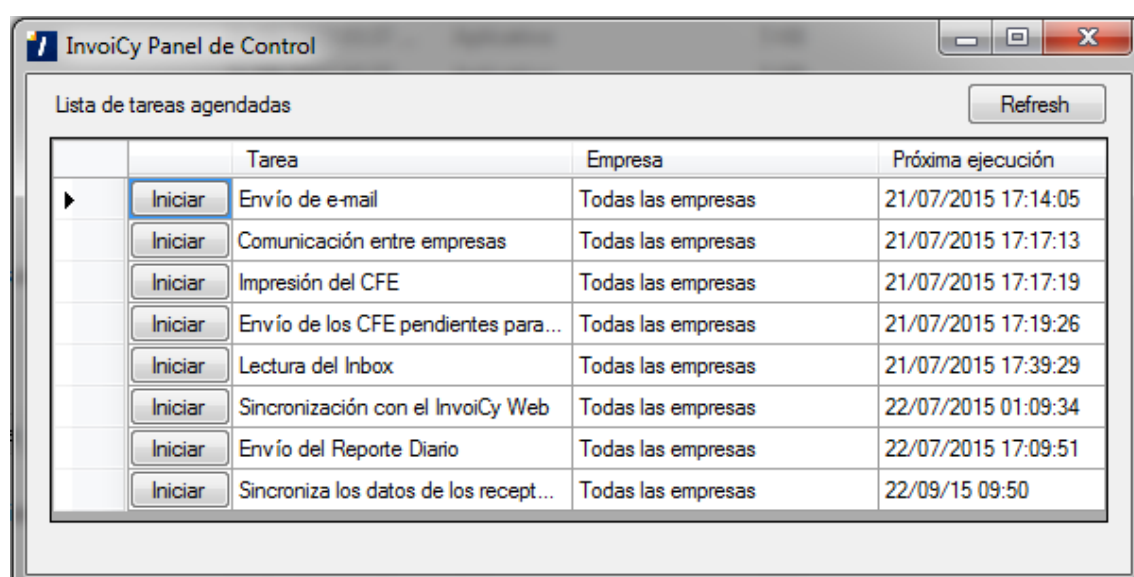 InvoiCy Panel de Control
Lista de tareas agendadas Refresh
Tarea Empresa Próxima ejecución
Iniciar Envío de e-mail Todas las empresas 21/07/2015 17:14:05
Iniciar Comunicación entre empresas Todas las empresas 21/07/2015 17:17:13
Iniciar Impresión del CFE Todas las empresas 21/07/2015 17:17:19
Iniciar Envío de los CFE pendientes para... Todas las empresas 21/07/2015 17:19:26
Iniciar Lectura del Inbox Todas las empresas 21/07/2015 17:39:29
Iniciar Sincronización con el InvoiCy Web Todas las empresas 22/07/2015 01:09:34
Iniciar Envío del Reporte Diario Todas las empresas 22/07/2015 17:09:51
Iniciar Sincroniza los datos de los recept... Todas las empresas 22/09/15 09:50